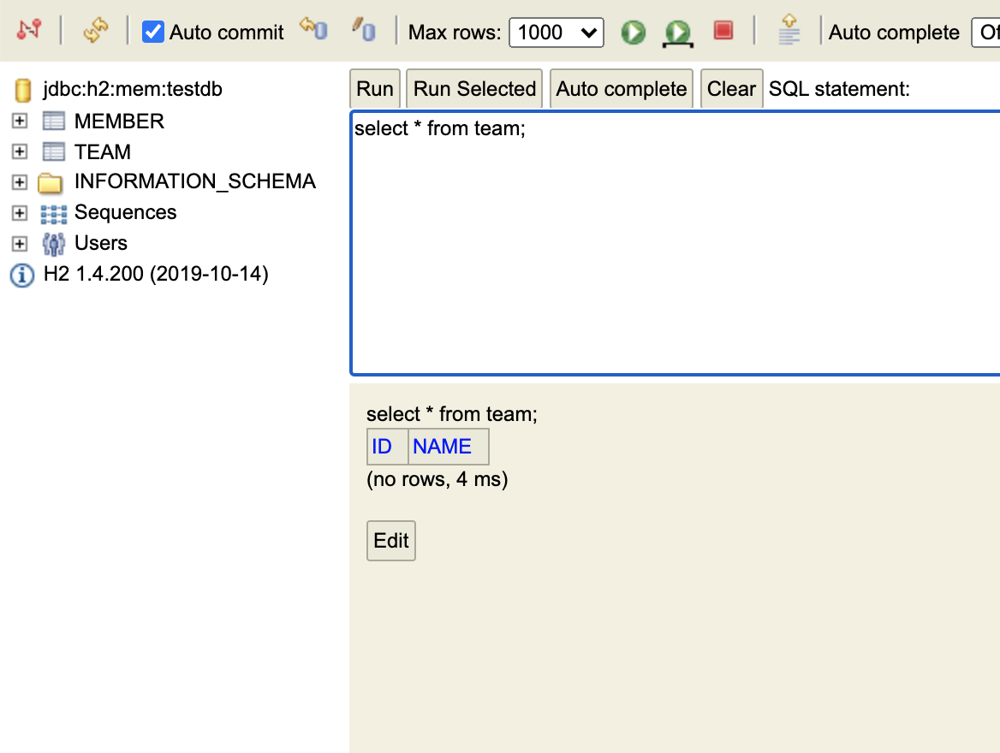 Auto commit Max rows: 1000 Auto complete
jdbc:h2:mem:testdb
MEMBER
TEAM
INFORMATION_SCHEMA
Sequences
Users
H2 1.4.200 (2019-10-14)
Run Run Selected Auto complete Clear SQL statement:
select * from team;
select * from team;
ID NAME
(no rows, 4 ms)
Edit